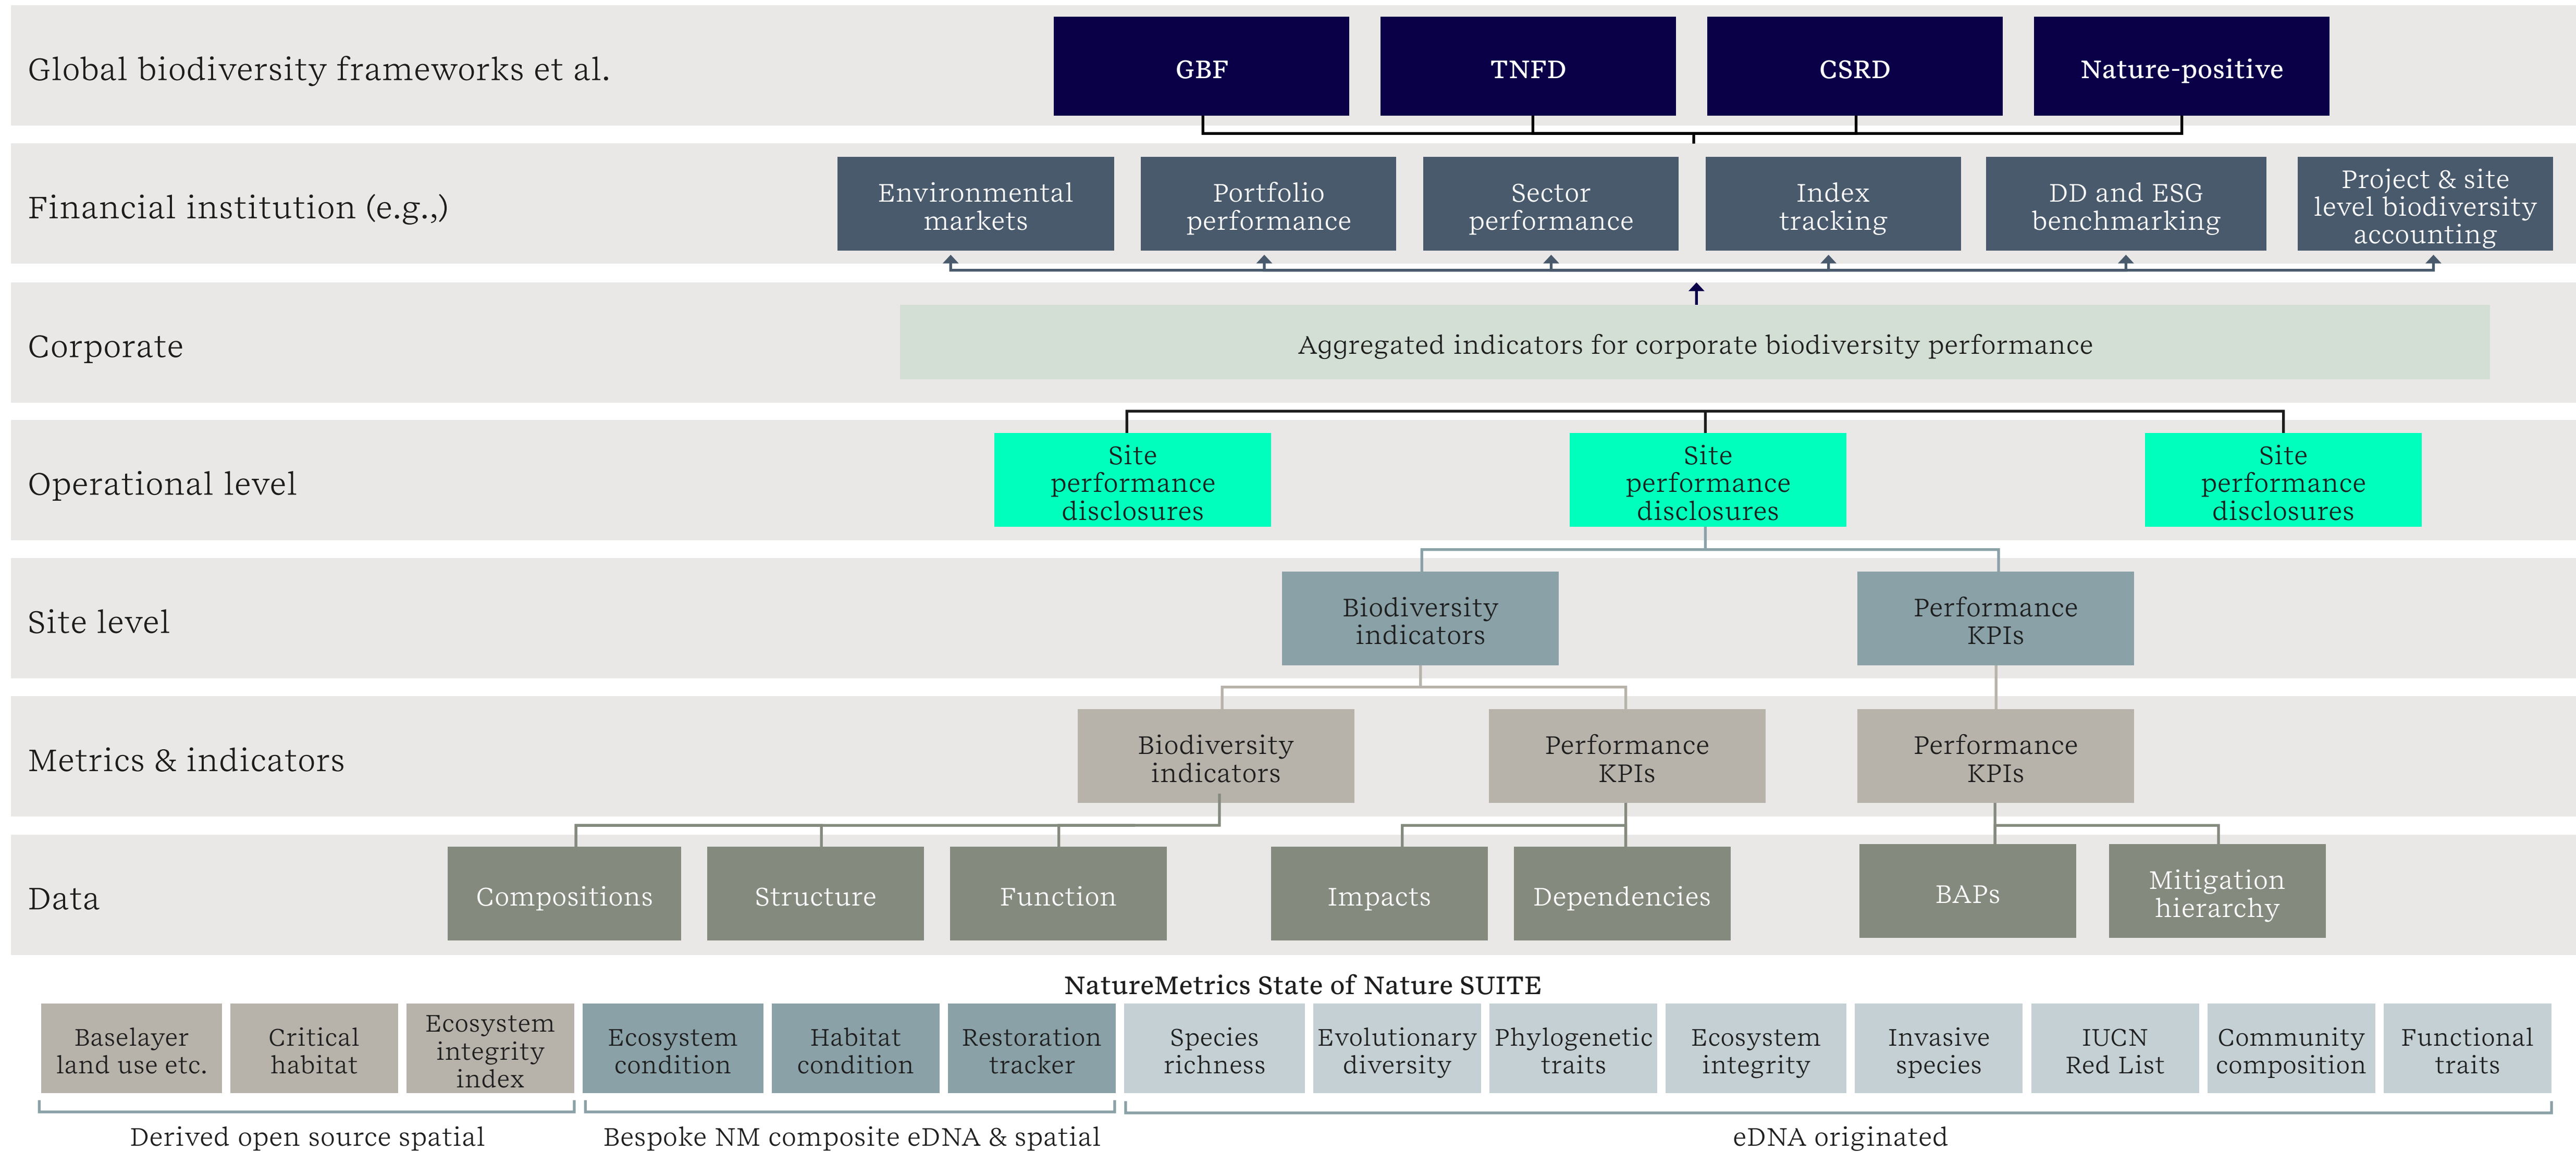 Global biodiversity frameworks et al.
GBF
TNFD
CSRD
Nature-positive
Financial institution (e.g.,)
Environmental
markets
Portfolio
performance
Sector
performance
Index
tracking
DD and ESG
benchmarking
Project & site
level biodiversity
accounting
Corporate
Aggregated indicators for corporate biodiversity performance
Operational level
Site
performance
disclosures
Site
performance
disclosures
Site
performance
disclosures
Site level
Biodiversity
indicators
Performance
KPIs
Metrics & indicators
Biodiversity
indicators
Performance
KPIs
Performance
KPIs
Data
Compositions
Structure
Function
Impacts
Dependencies
BAPs
Mitigation
hierarchy
NatureMetrics State of Nature SUITE
Baselayer
land use etc.
Critical
habitat
Ecosystem
integrity
index
Ecosystem
condition
Habitat
condition
Restoration
tracker
Species
richness
Evolutionary
diversity
Phylogenetic
traits
Ecosystem
integrity
Invasive
species
IUCN
Red List
Community
composition
Functional
traits
Derived open source spatial
Bespoke NM composite eDNA & spatial
eDNA originated